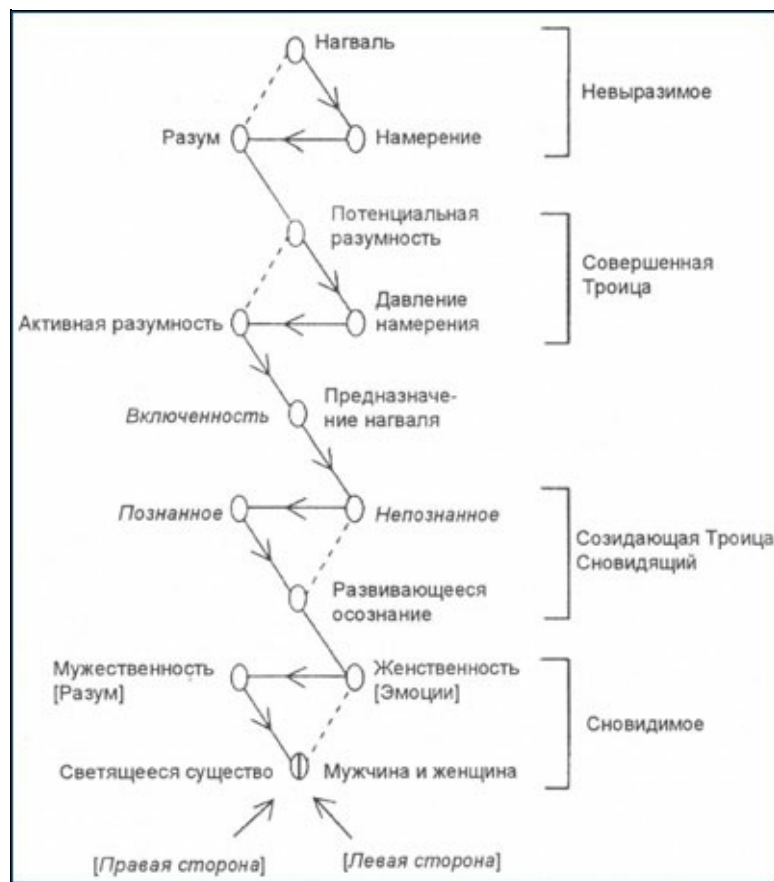 Нагваль
Невыразимое
Разум
Намерение
Потенциальная
разумность
Совершенная
Троица
Активная разумность
Давление
намерения
Включенность
Предназначе-
ние нагваля
Познанное
Непознанное
Созидающая Троица
Сновидящий
Развивающееся
осознание
Мужественность
[Разум]
Женственность
[Эмоции]
Сновидимое
Светящееся существо
Мужчина и женщина
[Правая сторона]
[Левая сторона]